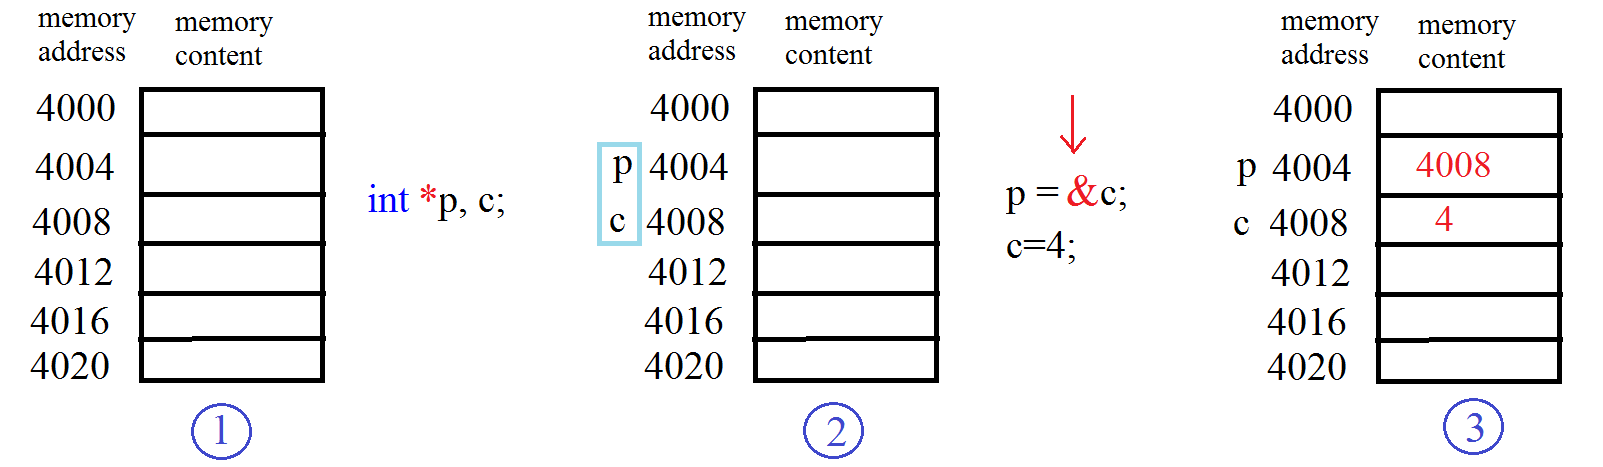 memory address
memory content
4000
4004
4008
4012
4016
4020
1
int *p, c;
memory address
memory content
4000
p 4004
c 4008
4012
4016
4020
2
p = &c;
c=4;
memory address
memory content
4000
p 4004 4008
c 4008 4
4012
4016
4020
3